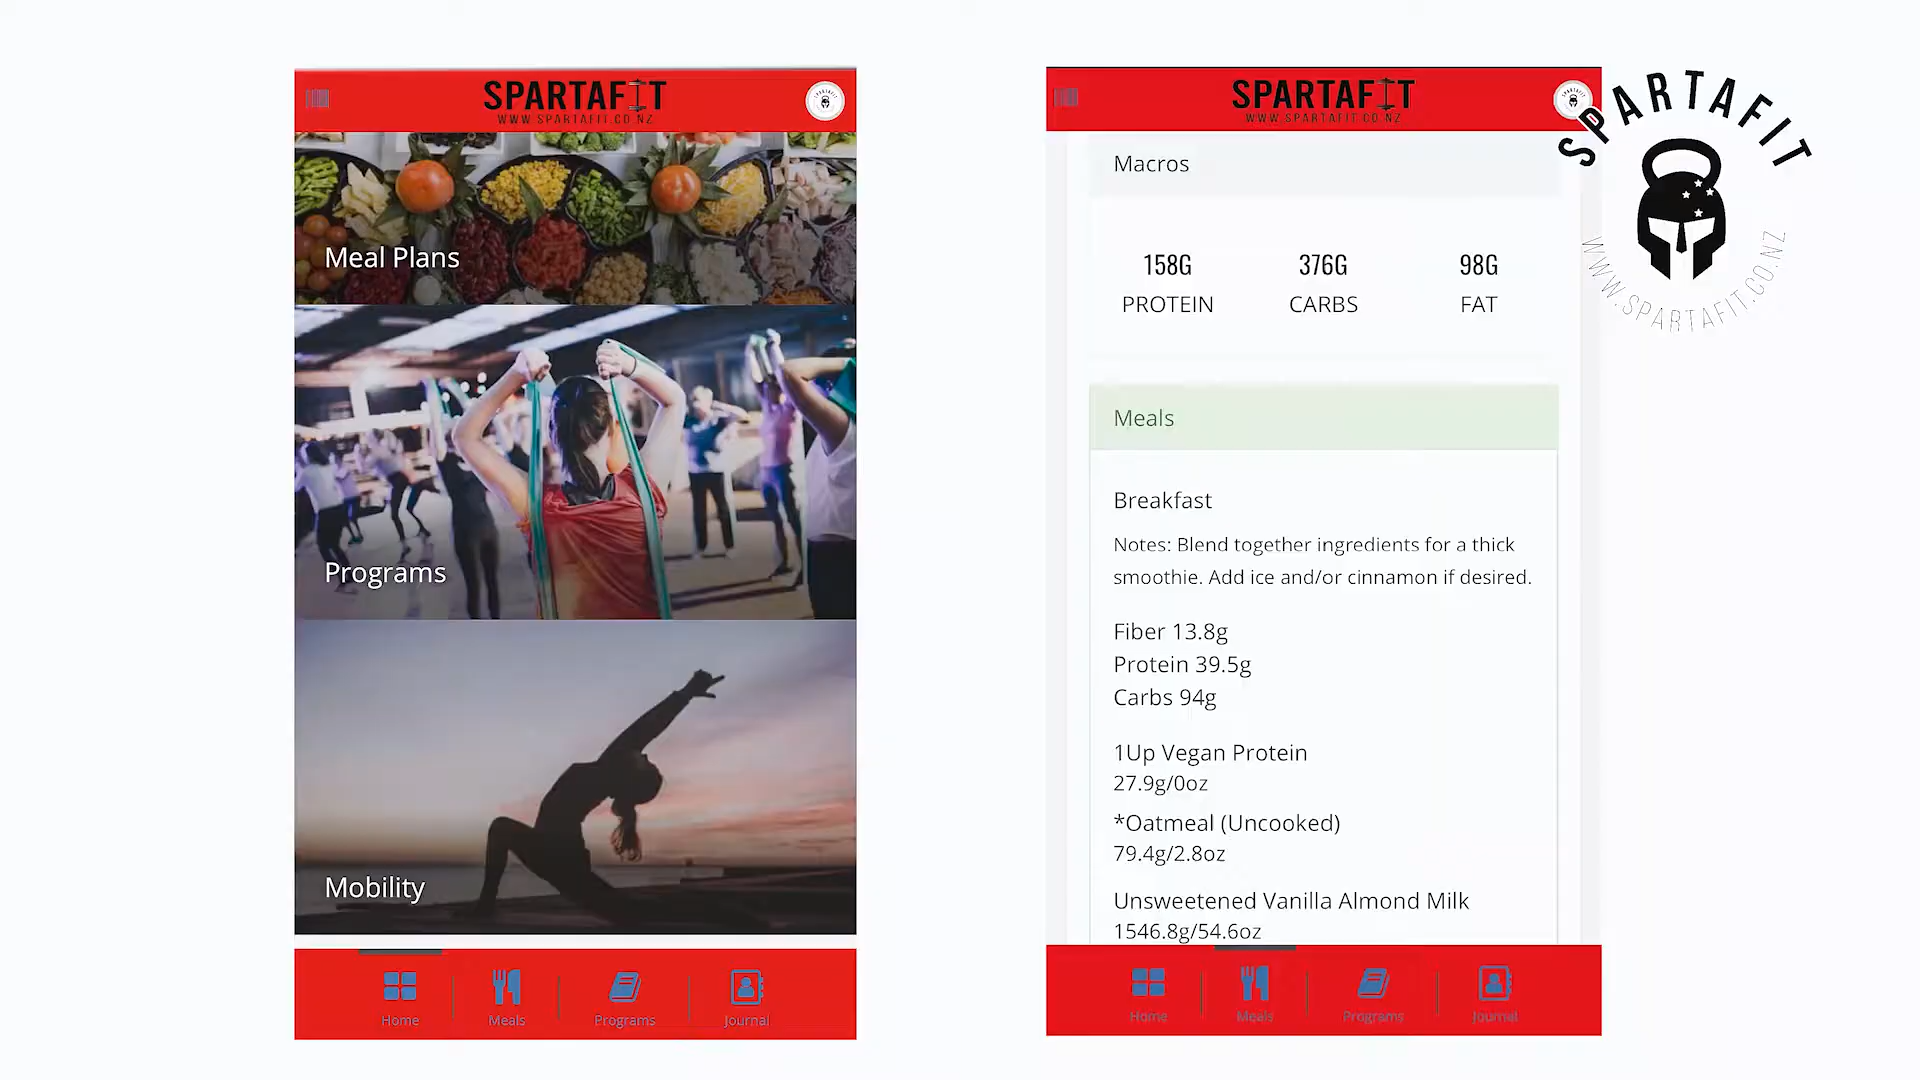 SPARTAFIT
WWW.SPARTAFIT.CO.NZ
Meal Plans
Programs
Mobility
Home
Meals
Programs
Journal
SPARTAFIT
WWW.SPARTAFIT.CO.NZ
Macros
158G
376G
98G
PROTEIN
CARBS
FAT
Meals
Breakfast
Notes: Blend together ingredients for a thick
smoothie. Add ice and/or cinnamon if desired.
Fiber 13.8g
Protein 39.5g
Carbs 94g
1Up Vegan Protein
27.9g/0oz
*Oatmeal (Uncooked)
79.4g/2.8oz
Unsweetened Vanilla Almond Milk
1546.8g/54.6oz
Home
Meals
Programs
Journal
SPARTAFIT
WWW.SPARTAFIT.CO.NZ